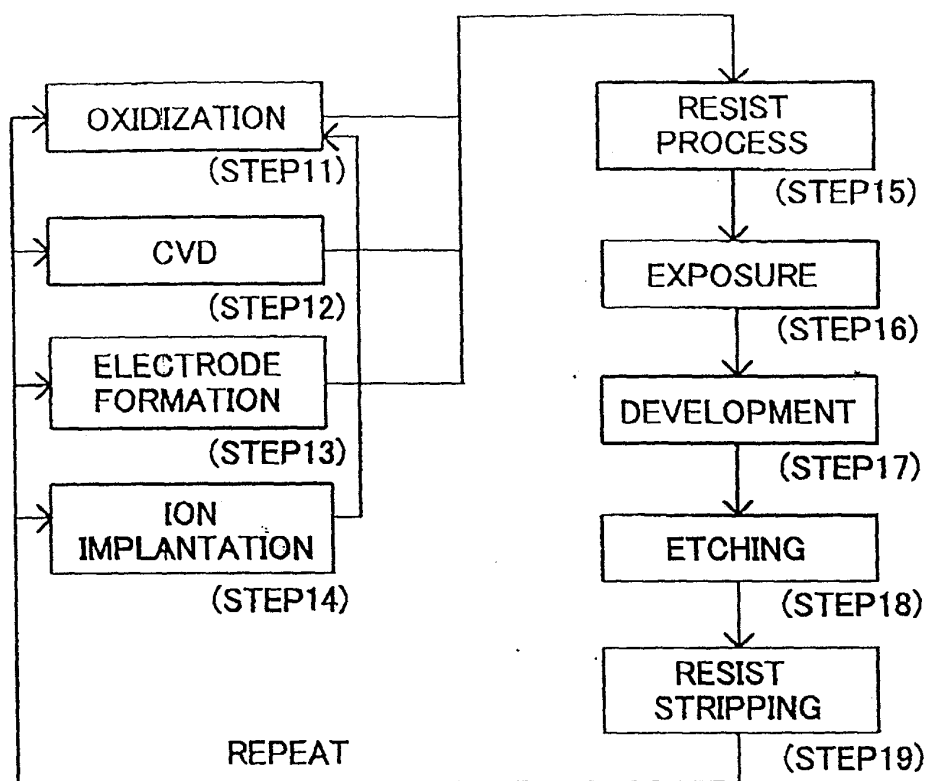 OXIDIZATION
(STEP11)
CVD
(STEP12)
ELECTRODE
FORMATION
(STEP13)
ION
IMPLANTATION
(STEP14)
REPEAT
RESIST
PROCESS
(STEP15)
EXPOSURE
(STEP16)
DEVELOPMENT
(STEP17)
ETCHING
(STEP18)
RESIST
STRIPPING
(STEP19)